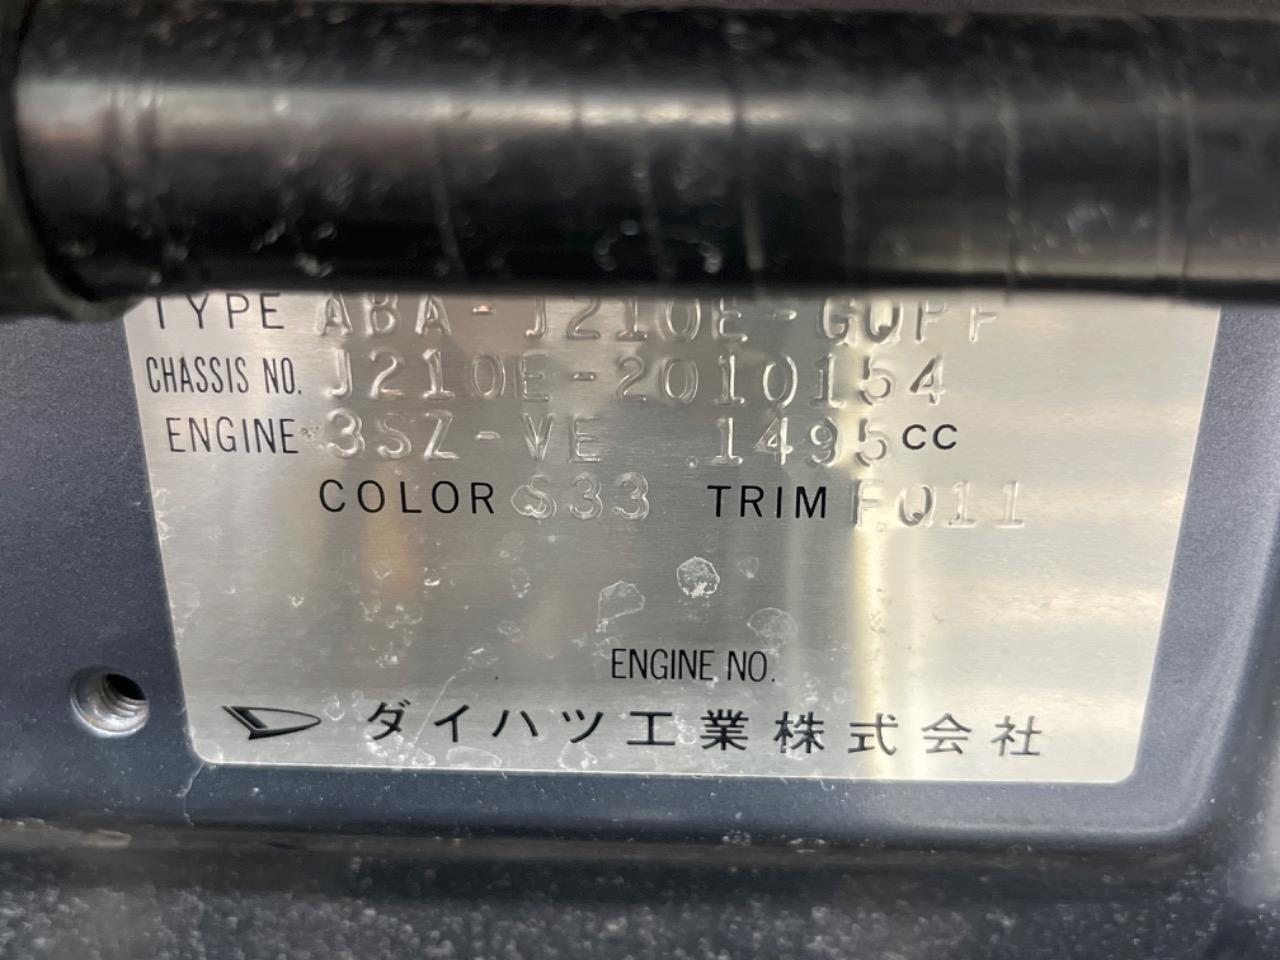 TYPE ABA-J210E-GQPF
CHASSIS NO. J210E-2010154
ENGINE 3SZ-VE 1495CC
COLOR S33 TRIM FQ11
ENGINE NO.
ダイハツ工業株式会社